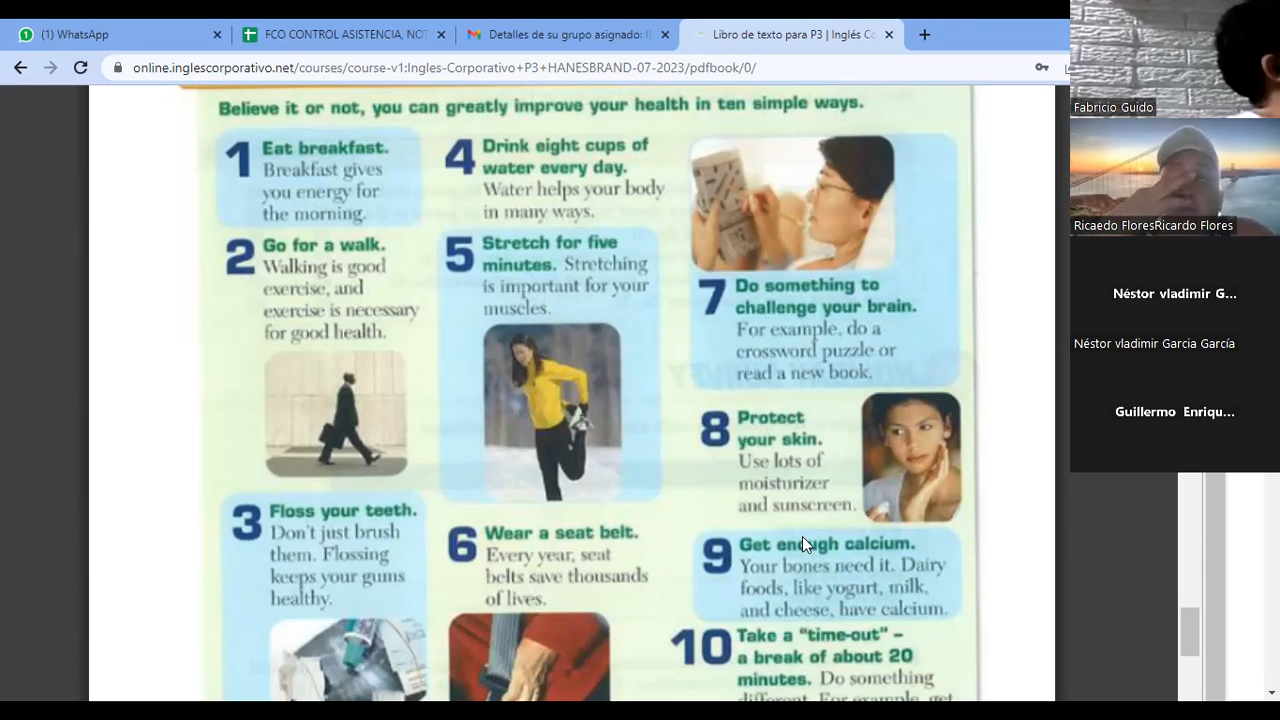 (1) WhatsApp
FCO CONTROL ASISTENCIA, NOT
Detalles de su grupo asignado:
Libro de texto para P3 | Inglés Co
online.inglescorporativo.net/courses/course-v1:Ingles-Corporativo+P3+HANESBRAND-07-2023/pdfbook/0/
Believe it or not, you can greatly improve your health in ten simple ways.
1 Eat breakfast.
Breakfast gives
you energy for
the morning.
2 Go for a walk.
Walking is good
exercise, and
exercise is necessary
for good health.
3 Floss your teeth.
Don't just brush
them. Flossing
keeps your gums
healthy.
4 Drink eight cups of
water every day.
Water helps your body
in many ways.
5 Stretch for five
minutes. Stretching
is important for your
muscles.
6 Wear a seat belt.
Every year, seat
belts save thousands
of lives.
7 Do something to
challenge your brain.
For example, do a
crossword puzzle or
read a new book.
8 Protect
your skin.
Use lots of
moisturizer
and sunscreen.
9 Get enough calcium.
Your bones need it. Dairy
foods, like yogurt, milk,
and cheese, have calcium.
10 Take a "time-out" –
a break of about 20
minutes. Do something
different. For example, get
Fabricio Guido
Ricaedo FloresRicardo Flores
Néstor vladimir G...
Néstor vladimir Garcia García
Guillermo Enriqu...